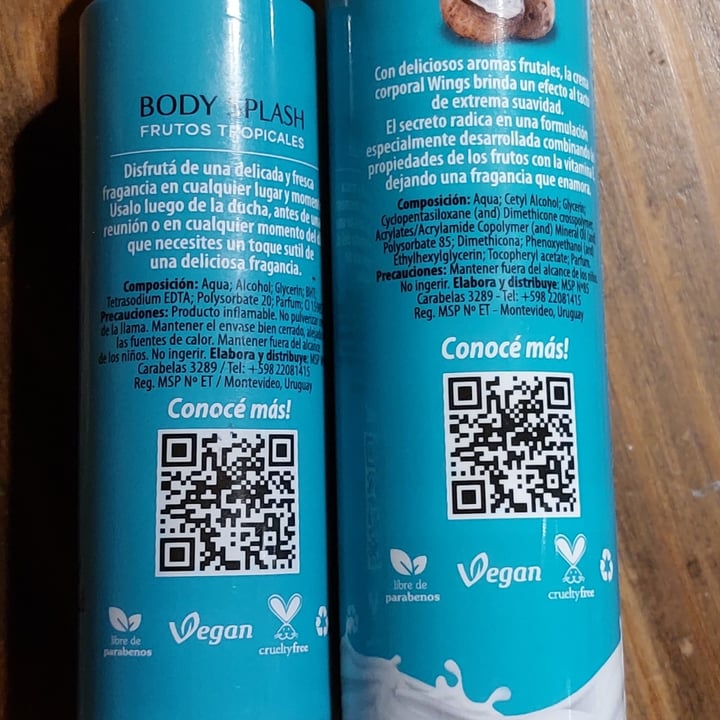 BODY SPLASH
FRUTOS TROPICALES
Disfrutá de una delicada y fresca
fragancia en cualquier lugar y
Usalo luego de la ducha, antes de una
reunión o en cualquier momento del
que necesites un toque sutil de
una deliciosa fragancia.
Composición: Aqua; Alcohol; Glycerin; BHT;
Tetrasodium EDTA; Polysorbate 20; Parfum; CI
Precauciones: Producto inflamable. No pulverizar
de la llama. Mantener el envase bien cerrado,
las fuentes de calor. Mantener fuera del alcance
de los niños. No ingerir. Elabora y distribuye: MSP
Carabelas 3289 / Tel: +598 22081415
Reg. MSP Nº ET / Montevideo, Uruguay
Conocé más!
libre de
parabenos
Vegan
crueltyfree
Con deliciosos aromas frutales, la crema
corporal Wings brinda un efecto al tacto
de extrema suavidad.
El secreto radica en una formulación
especialmente desarrollada combinando
propiedades de los frutos con la vitamina
dejando una fragancia que enamora.
Composición: Aqua; Cetyl Alcohol; Glycerin;
Cyclopentasiloxane (and) Dimethicone crosspolymer;
Acrylates/Acrylamide Copolymer (and) Mineral Oil (and)
Polysorbate 85; Dimethicona; Phenoxyethanol (and)
Ethylhexylglycerin; Tocopheryl acetate; Parfum.
Precauciones: Mantener fuera del alcance de los niños.
No ingerir. Elabora y distribuye: MSP Nº85
Carabelas 3289 - Tel: +598 22081415
Reg. MSP Nº ET - Montevideo, Uruguay
Conocé más!
libre de
parabenos
Vegan
crueltyfree